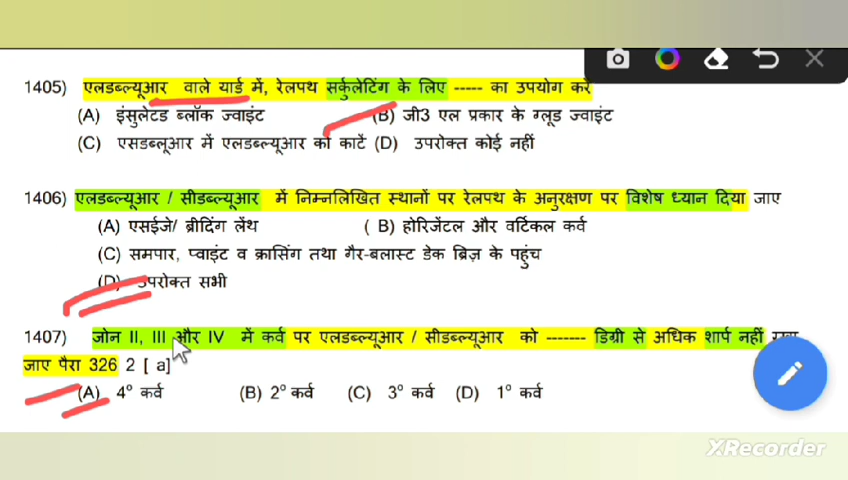 1405) एलडब्ल्यूआर वाले यार्ड में, रेलपथ सर्कुलेटिंग के लिए ----- का उपयोग करें
(A) इंसुलेटड ब्लॉक ज्वाइंट (B) जी3 एल प्रकार के ग्लूड ज्वाइंट
(C) एसडब्लूआर में एलडब्ल्यूआर को काटें (D) उपरोक्त कोई नहीं
1406) एलडब्ल्यूआर / सीडब्ल्यूआर में निम्नलिखित स्थानों पर रेलपथ के अनुरक्षण पर विशेष ध्यान दिया जाए
(A) एसईजे/ ब्रीदिंग लेंथ ( B) होरिजेंटल और वर्टिकल कर्व
(C) समपार, प्वाइंट व क्रासिंग तथा गैर-बलास्ट डेक ब्रिज के पहुंच
(D) उपरोक्त सभी
1407) जोन II, III और IV में कर्व पर एलडब्ल्यूआर / सीडब्ल्यूआर को ------- डिग्री से अधिक शार्प नहीं
जाए पैरा 326 2 [ a]
(A) 4° कर्व (B) 2° कर्व (C) 3° कर्व (D) 1° कर्व
XRecorder